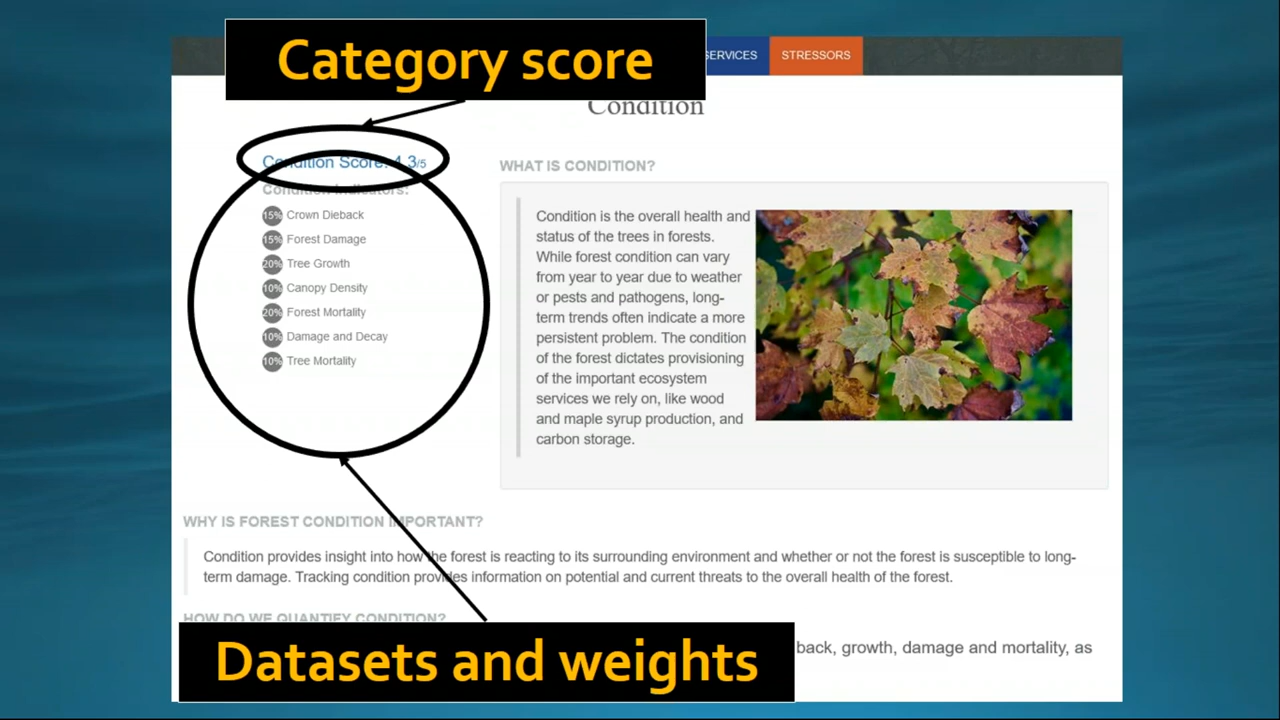 Category score
SERVICES
STRESSORS
Condition
Condition Score: 4.3/5
Condition Indicators:
15% Crown Dieback
15% Forest Damage
20% Tree Growth
10% Canopy Density
20% Forest Mortality
10% Damage and Decay
10% Tree Mortality
WHAT IS CONDITION?
Condition is the overall health and
status of the trees in forests.
While forest condition can vary
from year to year due to weather
or pests and pathogens, long-
term trends often indicate a more
persistent problem. The condition
of the forest dictates provisioning
of the important ecosystem
services we rely on, like wood
and maple syrup production, and
carbon storage.
WHY IS FOREST CONDITION IMPORTANT?
Condition provides insight into how the forest is reacting to its surrounding environment and whether or not the forest is susceptible to long-
term damage. Tracking condition provides information on potential and current threats to the overall health of the forest.
HOW DO WE QUANTIFY CONDITION?
back, growth, damage and mortality, as
Datasets and weights